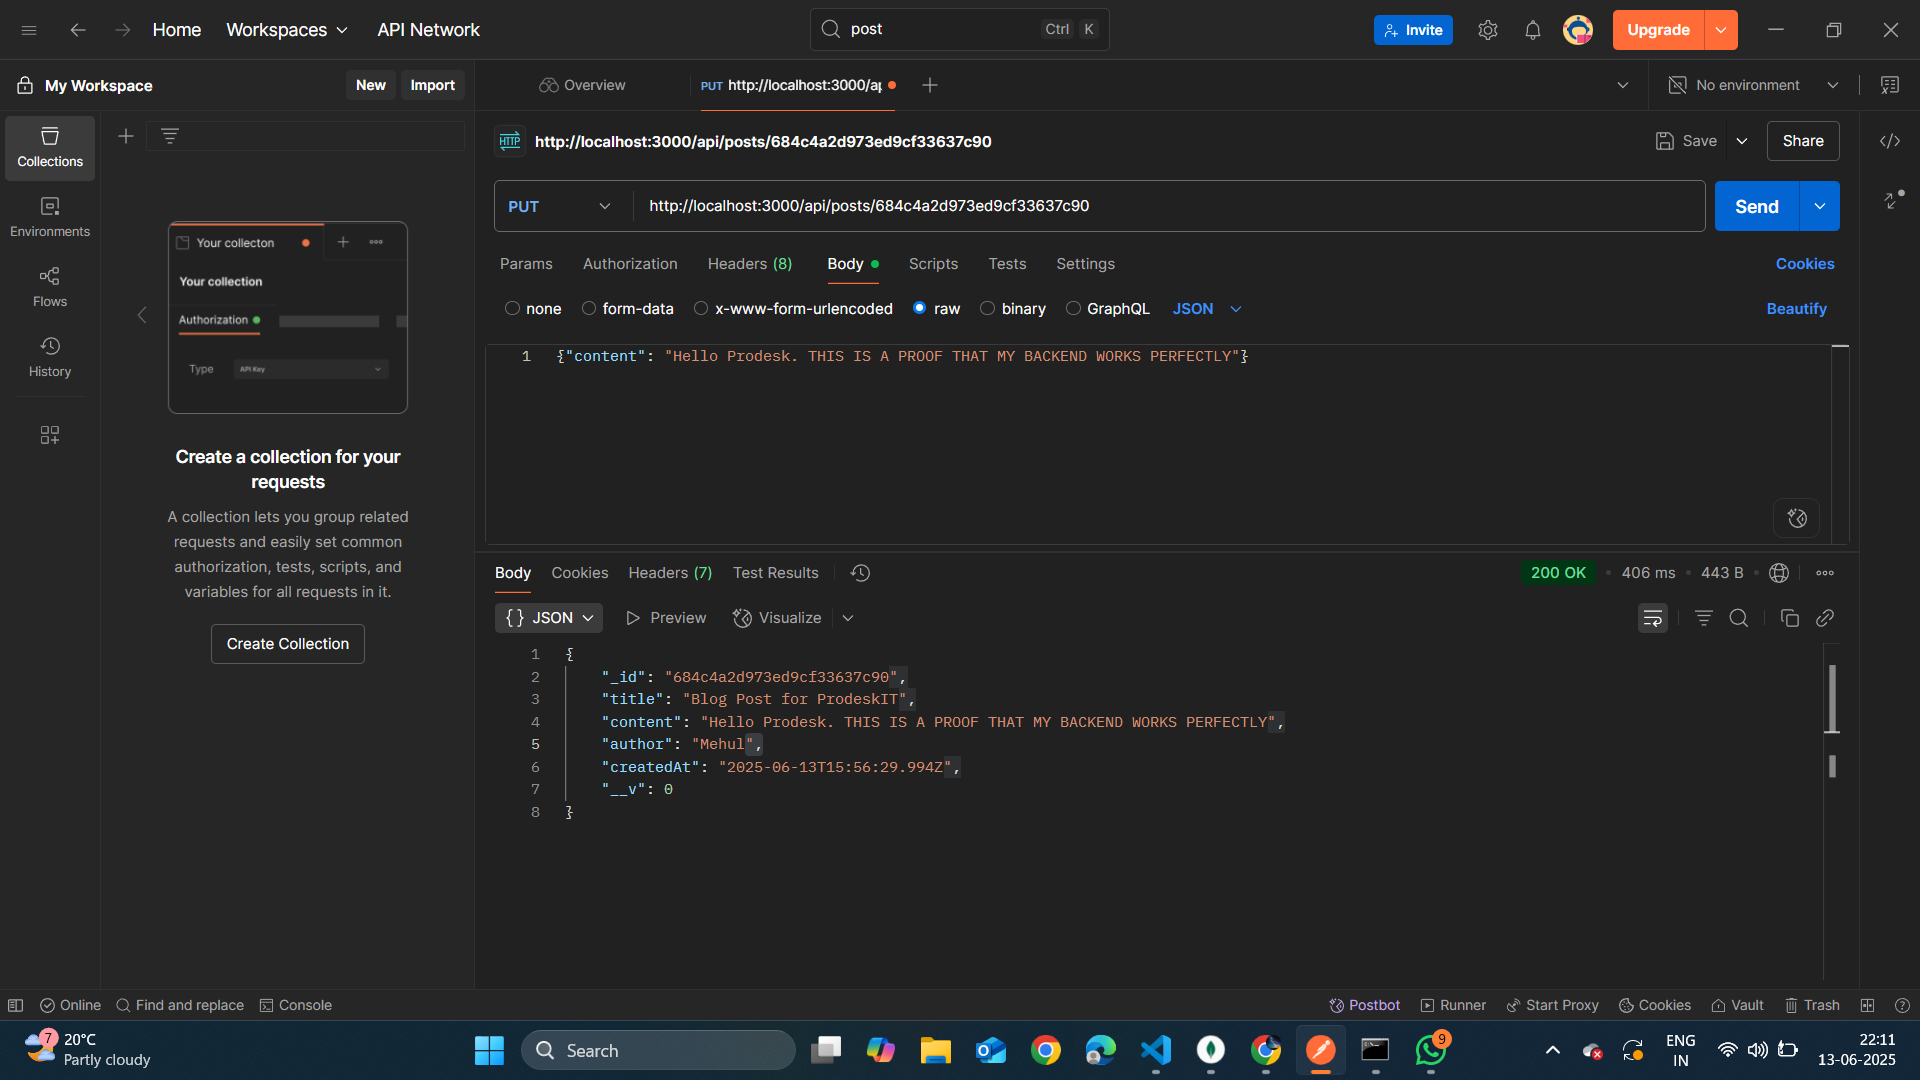 Home
Workspaces
API Network
post
Ctrl
K
Invite
Upgrade
My Workspace
New
Import
Overview
PUT http://localhost:3000/ap
No environment
Collections
Environments
Flows
History
Your collecton
Your collection
Authorization
Type
API Key
Create a collection for your
requests
A collection lets you group related
requests and easily set common
authorization, tests, scripts, and
variables for all requests in it.
Create Collection
HTTP
http://localhost:3000/api/posts/684c4a2d973ed9cf33637c90
Save
Share
PUT
http://localhost:3000/api/posts/684c4a2d973ed9cf33637c90
Send
Params
Authorization
Headers (8)
Body
Scripts
Tests
Settings
Cookies
none
form-data
x-www-form-urlencoded
raw
binary
GraphQL
JSON
Beautify
1 {"content": "Hello Prodesk. THIS IS A PROOF THAT MY BACKEND WORKS PERFECTLY"}
Body
Cookies
Headers (7)
Test Results
200 OK
406 ms
443 B
{} JSON
Preview
Visualize
1 {
2 "_id": "684c4a2d973ed9cf33637c90",
3 "title": "Blog Post for ProdeskIT",
4 "content": "Hello Prodesk. THIS IS A PROOF THAT MY BACKEND WORKS PERFECTLY",
5 "author": "Mehul",
6 "createdAt": "2025-06-13T15:56:29.994Z",
7 "__v": 0
8 }
Online
Find and replace
Console
Postbot
Runner
Start Proxy
Cookies
Vault
Trash
7
20°C
Partly cloudy
Search
9
ENG
IN
22:11
13-06-2025